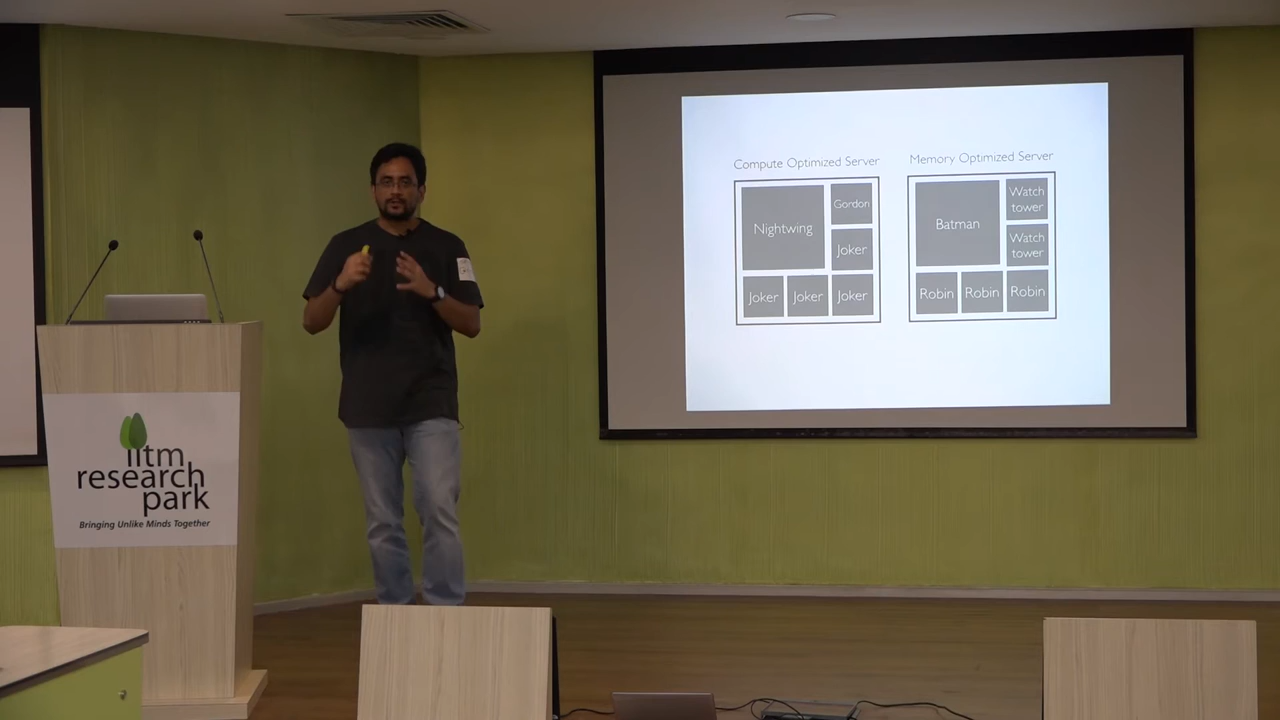 Compute Optimized Server
Nightwing
Gordon
Joker
Joker
Joker
Joker
Memory Optimized Server
Batman
Watch
tower
Watch
tower
Robin
Robin
Robin
iitm
research
park
Bringing Unlike Minds Together